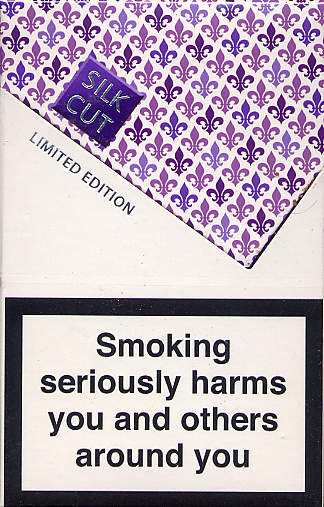 SILK
CUT
LIMITED EDITION
Smoking
seriously harms
you and others
around you